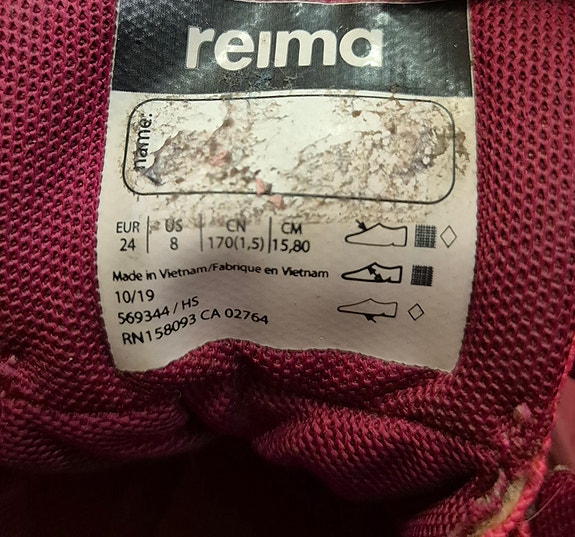 reima
name:
EUR US CN CM
24 8 170(1,5) 15,80
Made in Vietnam/Fabrique en Vietnam
10/19
569344 / HS
RN158093 CA 02764